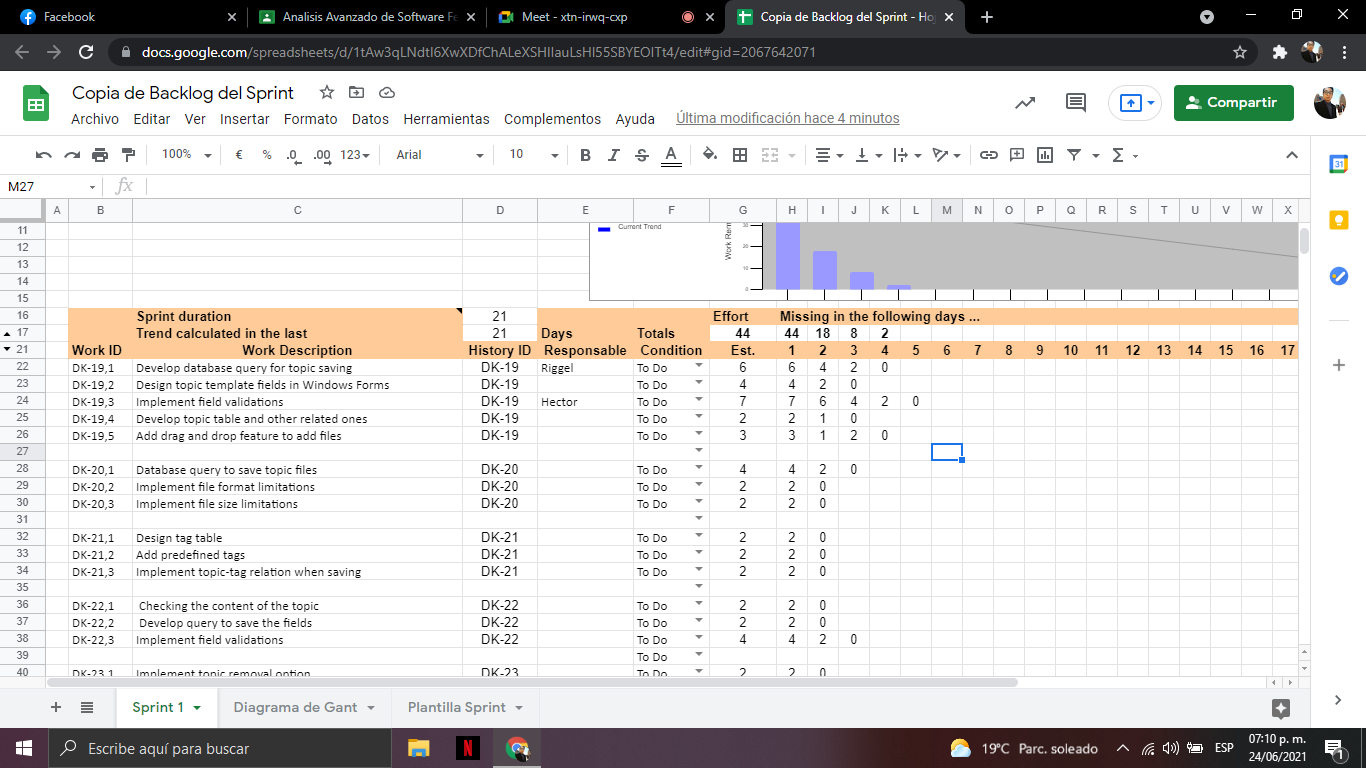 Facebook Analisis Avanzado de Software Fe Meet - xtn-irwq-cxp Copia de Backlog del Sprint - Ho
docs.google.com/spreadsheets/d/1tAw3qLNdtI6XwXDfChALeXSHIIauLsHI55SBYEOITt4/edit#gid=2067642071
Copia de Backlog del Sprint
Archivo Editar Ver Insertar Formato Datos Herramientas Complementos Ayuda Última modificación hace 4 minutos Compartir
100% € % .0 .00 123 Arial 10 B I S A
M27 fx
A B C D E F G H I J K L M N O P Q R S T U V W X
11 Current Trend Work Rem 30
12 20
13
14 10
15 0
16 Sprint duration 21 Effort Missing in the following days ...
17 Trend calculated in the last 21 Days Totals 44 44 18 8 2
21 Work ID Work Description History ID Responsable Condition Est. 1 2 3 4 5 6 7 8 9 10 11 12 13 14 15 16 17
22 DK-19,1 Develop database query for topic saving DK-19 Riggel To Do 6 6 4 2 0
23 DK-19,2 Design topic template fields in Windows Forms DK-19 To Do 4 4 2 0
24 DK-19,3 Implement field validations DK-19 Hector To Do 7 7 6 4 2 0
25 DK-19,4 Develop topic table and other related ones DK-19 To Do 2 2 1 0
26 DK-19,5 Add drag and drop feature to add files DK-19 To Do 3 3 1 2 0
27
28 DK-20,1 Database query to save topic files DK-20 To Do 4 4 2 0
29 DK-20,2 Implement file format limitations DK-20 To Do 2 2 0
30 DK-20,3 Implement file size limitations DK-20 To Do 2 2 0
31
32 DK-21,1 Design tag table DK-21 To Do 2 2 0
33 DK-21,2 Add predefined tags DK-21 To Do 2 2 0
34 DK-21,3 Implement topic-tag relation when saving DK-21 To Do 2 2 0
35
36 DK-22,1 Checking the content of the topic DK-22 To Do 2 2 0
37 DK-22,2 Develop query to save the fields DK-22 To Do 2 2 0
38 DK-22,3 Implement field validations DK-22 To Do 4 4 2 0
39 To Do
40 DK-23,1 Implement topic removal option DK-23 To Do 2 2 0
Sprint 1 Diagrama de Gant Plantilla Sprint
31
Escribe aquí para buscar N 19°C Parc. soleado ESP 07:10 p. m.
24/06/2021 1